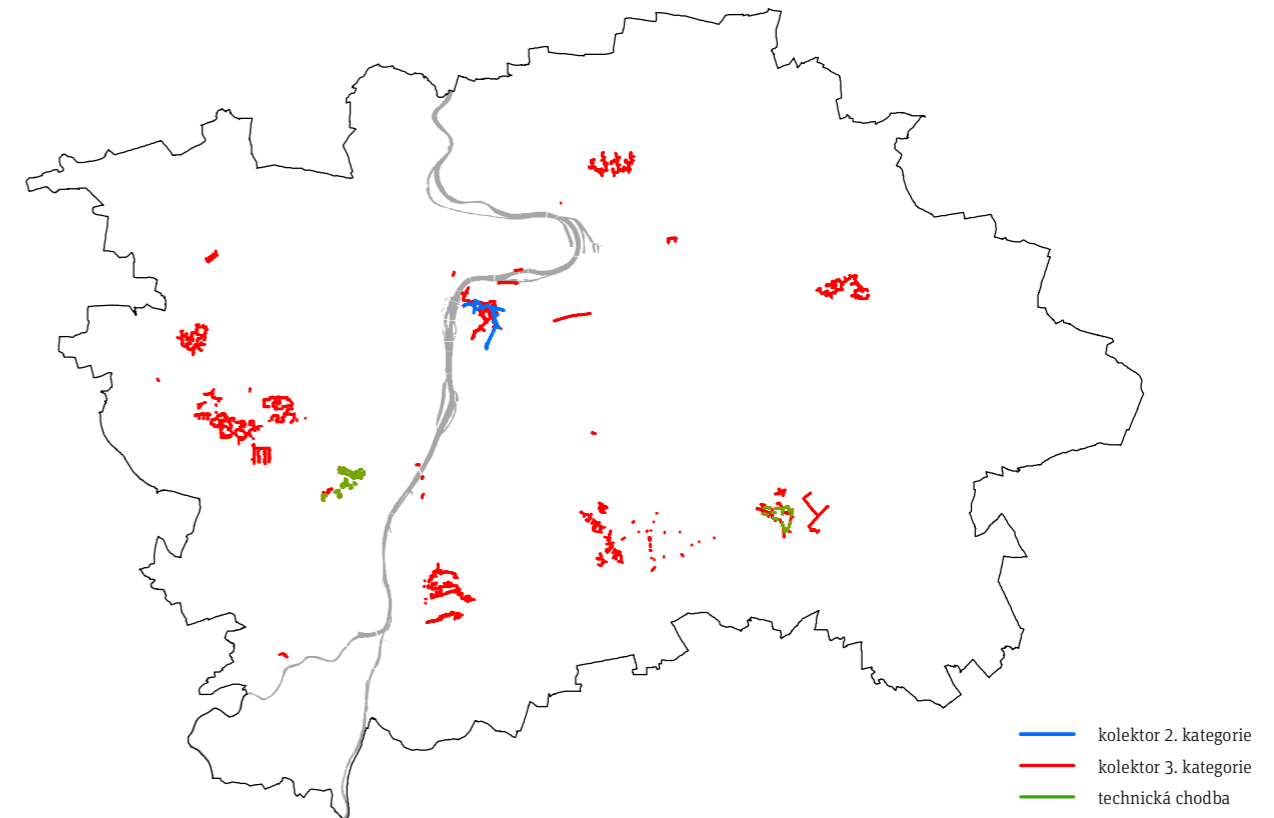 kolektor 2. kategorie
kolektor 3. kategorie
technická chodba